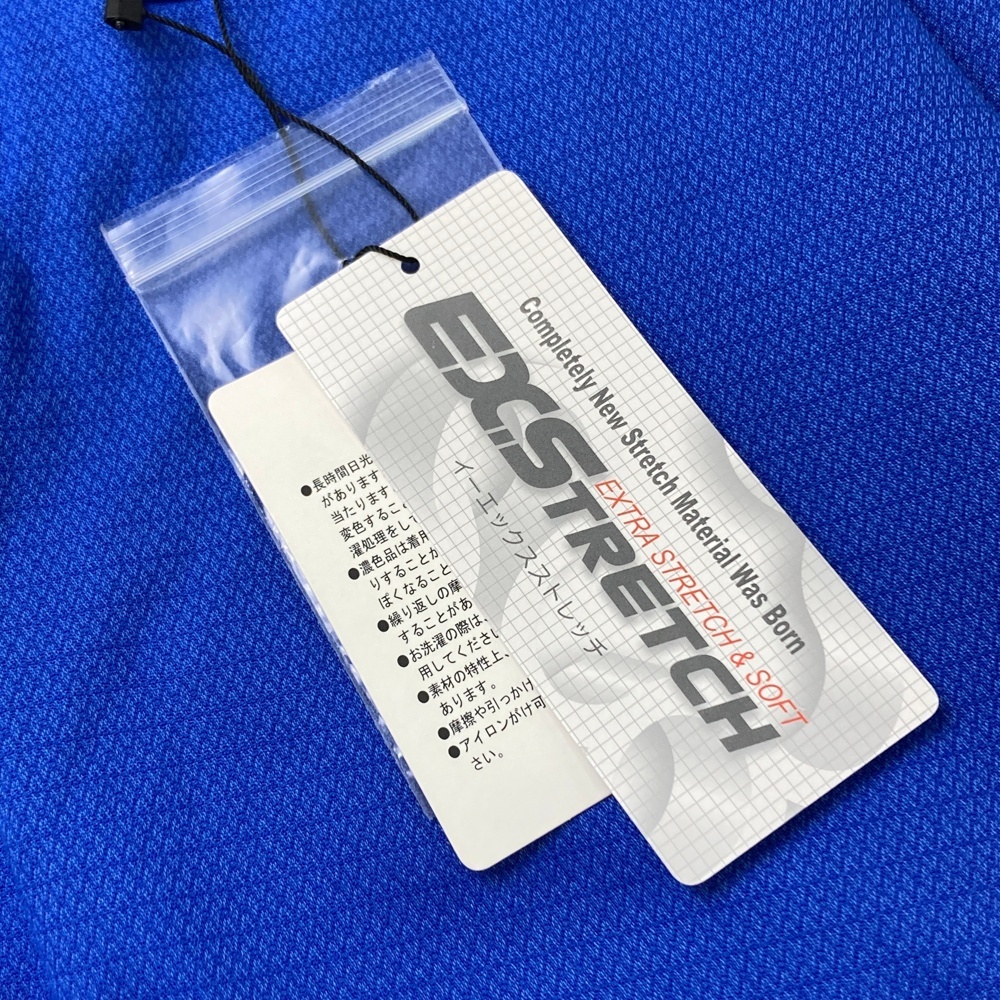 Completely New Stretch Material Was Born
EXSTRETCH
EXTRA STRETCH & SOFT
イーエックスストレッチ
●長時間日光
があります
当たります
変色するこ
濯処理をして
●濃色品は着用
りすることが
ぽくなること
●繰り返しの摩
することがあ
●お洗濯の際は、
用してください
●素材の特性上、
あります。
●摩擦や引っかけ
●アイロンがけ可
さい。